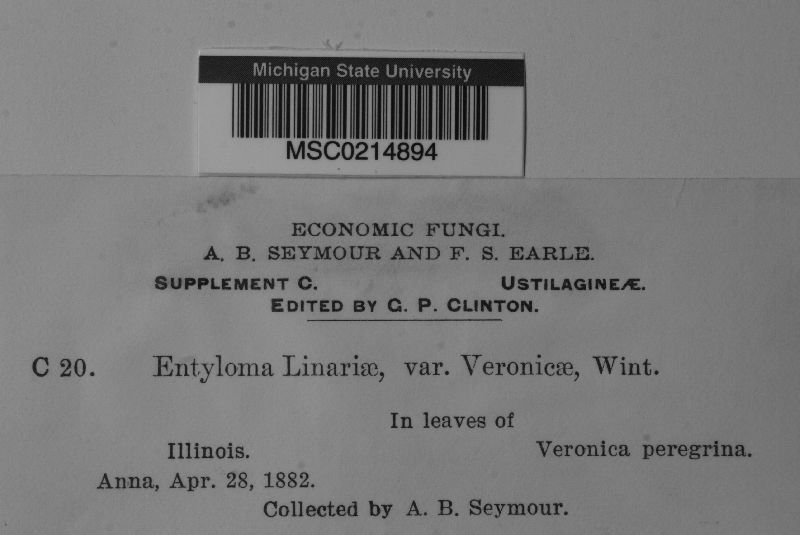 Michigan State University
MSC0214894
ECONOMIC FUNGI.
A. B. SEYMOUR AND F. S. EARLE.
SUPPLEMENT C. USTILAGINEÆ.
EDITED BY G. P. CLINTON.
C 20. Entyloma Linariæ, var. Veronicæ, Wint.
In leaves of
Illinois. Veronica peregrina.
Anna, Apr. 28, 1882.
Collected by A. B. Seymour.